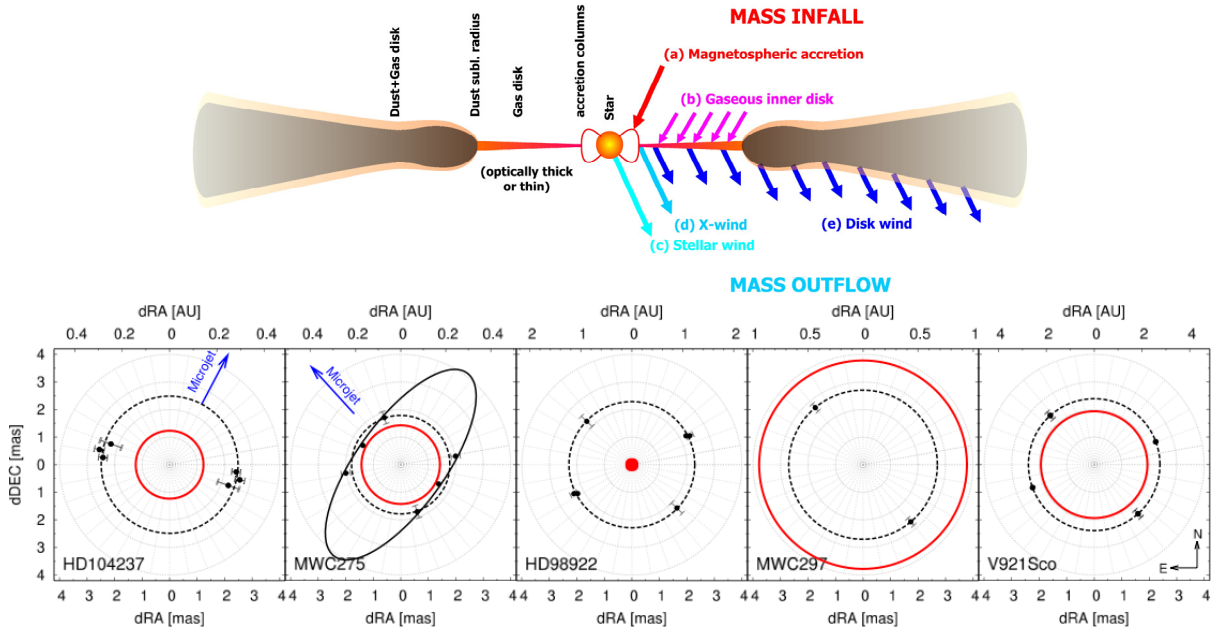 MASS INFALL
(a) Magnetospheric accretion
Dust+Gas disk
Dust subl. radius
Gas disk
accretion columns
Star
(b) Gaseous inner disk
(optically thick
or thin)
(d) X-wind
(c) Stellar wind
(e) Disk wind
MASS OUTFLOW
dRA [AU] dRA [AU] dRA [AU] dRA [AU] dRA [AU]
0.4 0.2 0 0.2 0.4 0.4 0.2 0 0.2 0.4 2 1 0 1 2 1 0.5 0 0.5 1 4 2 0 2 4
4
3
2
1
0
1
2
3
4
dDEC [mas]
Microjet
Microjet
N
E
HD104237 MWC275 HD98922 MWC297 V921Sco
4 3 2 1 0 1 2 3 4 3 2 1 0 1 2 3 4 3 2 1 0 1 2 3 4 3 2 1 0 1 2 3 4 3 2 1 0 1 2 3 4
dRA [mas] dRA [mas] dRA [mas] dRA [mas] dRA [mas]